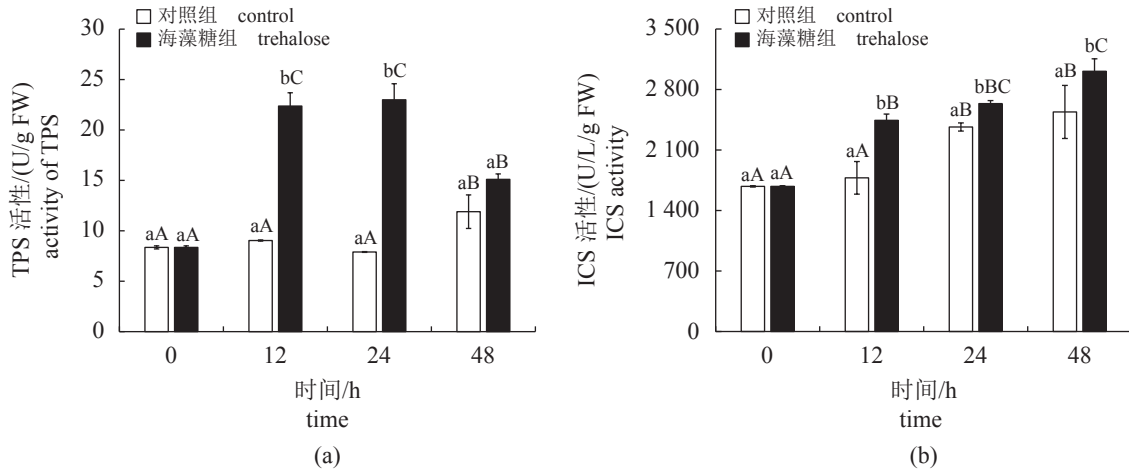 对照组 control
海藻糖组 trehalose
TPS 活性/(U/g FW)
activity of TPS
30
25
20
15
10
5
0
aA aA
aA
bC
aA
bC
aB
aB
0 12 24 48
时间/h
time
(a)
对照组 control
海藻糖组 trehalose
ICS 活性/(U/L/g FW)
ICS activity
3 500
2 800
2 100
1 400
700
0
aA aA
aA
bB
aB
bBC
aB
bC
0 12 24 48
时间/h
time
(b)